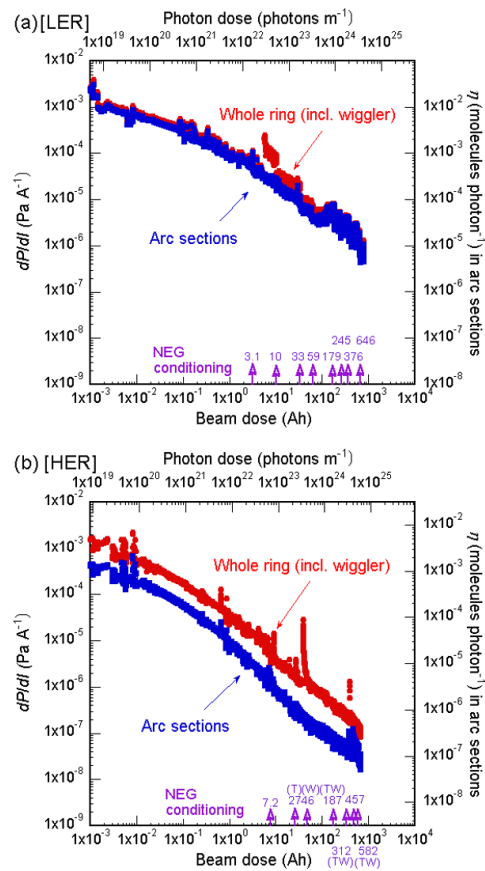 (a) [LER]
Photon dose (photons m⁻¹)
1x10¹⁹ 1x10²⁰ 1x10²¹ 1x10²² 1x10²³ 1x10²⁴ 1x10²⁵
1x10⁻²
1x10⁻³
1x10⁻⁴
1x10⁻⁵
1x10⁻⁶
1x10⁻⁷
1x10⁻⁸
1x10⁻⁹
dP/dI (Pa A⁻¹)
Whole ring (incl. wiggler)
Arc sections
1x10⁻²
1x10⁻³
1x10⁻⁴
1x10⁻⁵
1x10⁻⁶
1x10⁻⁷
1x10⁻⁸
η (molecules photon⁻¹) in arc sections
NEG
conditioning
245 646
3.1 10 33 59 179 376
1x10⁻³ 1x10⁻² 1x10⁻¹ 1x10⁰ 1x10¹ 1x10² 1x10³ 1x10⁴
Beam dose (Ah)
(b) [HER]
Photon dose (photons m⁻¹)
1x10¹⁹ 1x10²⁰ 1x10²¹ 1x10²² 1x10²³ 1x10²⁴ 1x10²⁵
1x10⁻²
1x10⁻³
1x10⁻⁴
1x10⁻⁵
1x10⁻⁶
1x10⁻⁷
1x10⁻⁸
1x10⁻⁹
dP/dI (Pa A⁻¹)
Whole ring (incl. wiggler)
Arc sections
1x10⁻²
1x10⁻³
1x10⁻⁴
1x10⁻⁵
1x10⁻⁶
1x10⁻⁷
1x10⁻⁸
η (molecules photon⁻¹) in arc sections
NEG
conditioning
(T)(W)(TW)
7.2 27 46 187 457
1x10⁻³ 1x10⁻² 1x10⁻¹ 1x10⁰ 1x10¹ 1x10² 1x10³ 1x10⁴
Beam dose (Ah)
312 582
(TW) (TW)